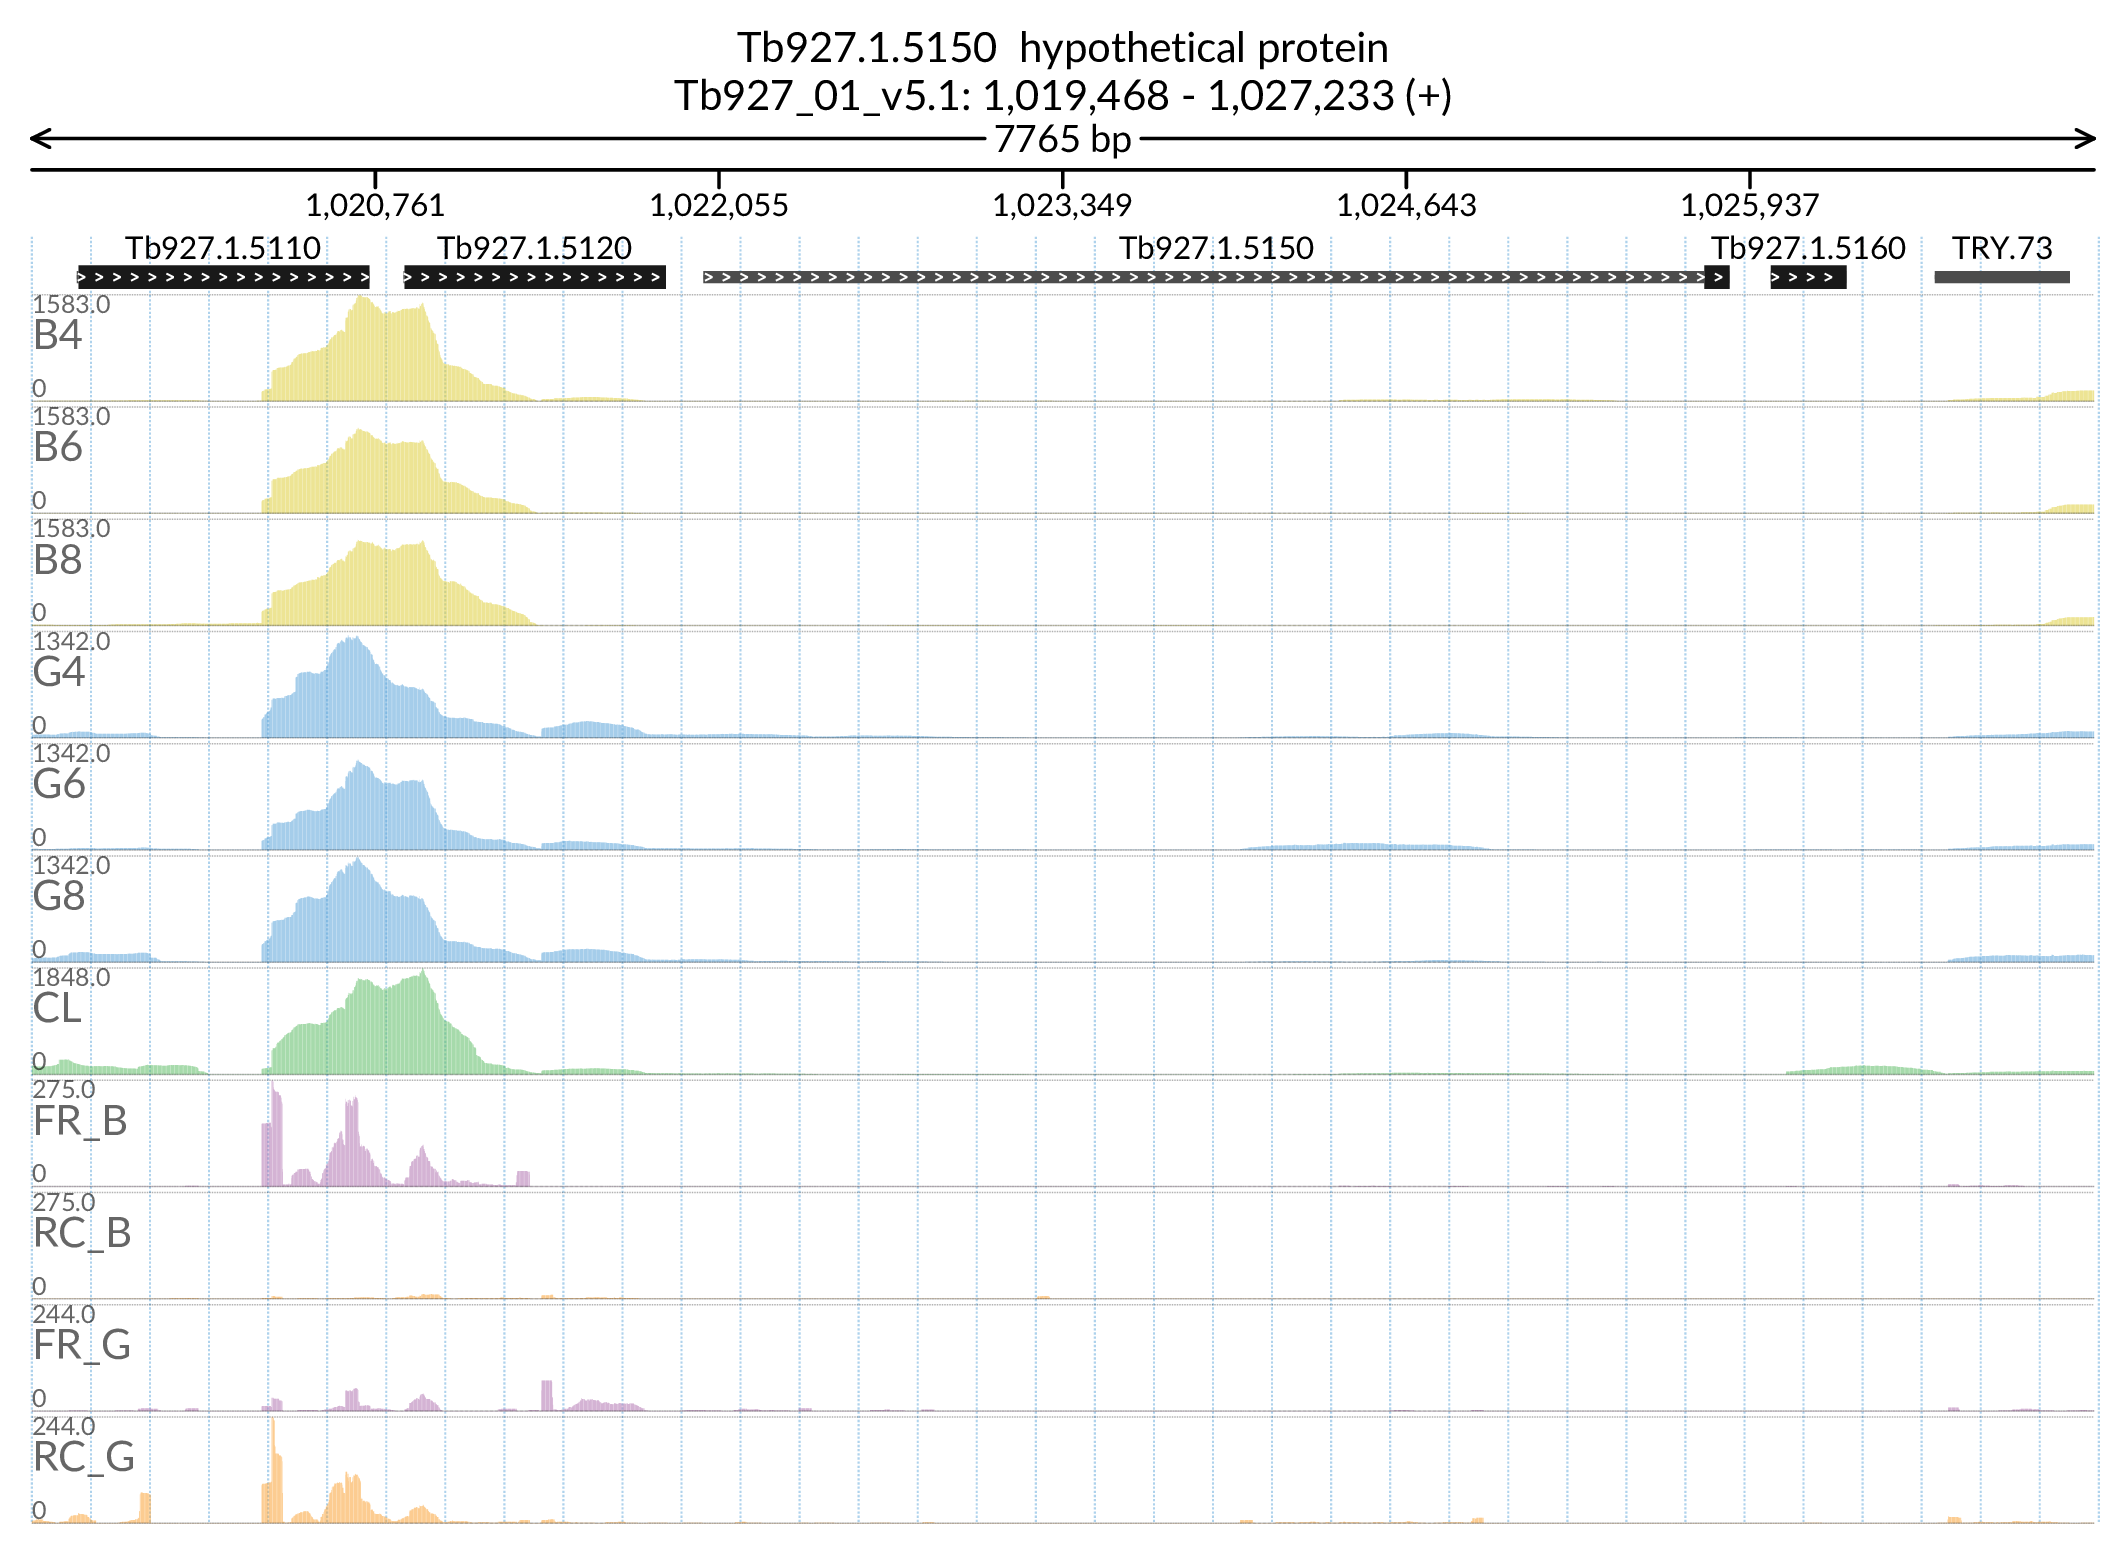 Tb927.1.5150  hypothetical protein
Tb927_01_v5.1: 1,019,468 - 1,027,233 (+)
7765 bp
1,020,761 1,022,055 1,023,349 1,024,643 1,025,937
Tb927.1.5110 Tb927.1.5120 Tb927.1.5150 Tb927.1.5160 TRY.73
1583.0
B4
0
1583.0
B6
0
1583.0
B8
0
1342.0
G4
0
1342.0
G6
0
1342.0
G8
0
1848.0
CL
0
275.0
FR_B
0
275.0
RC_B
0
244.0
FR_G
0
244.0
RC_G
0